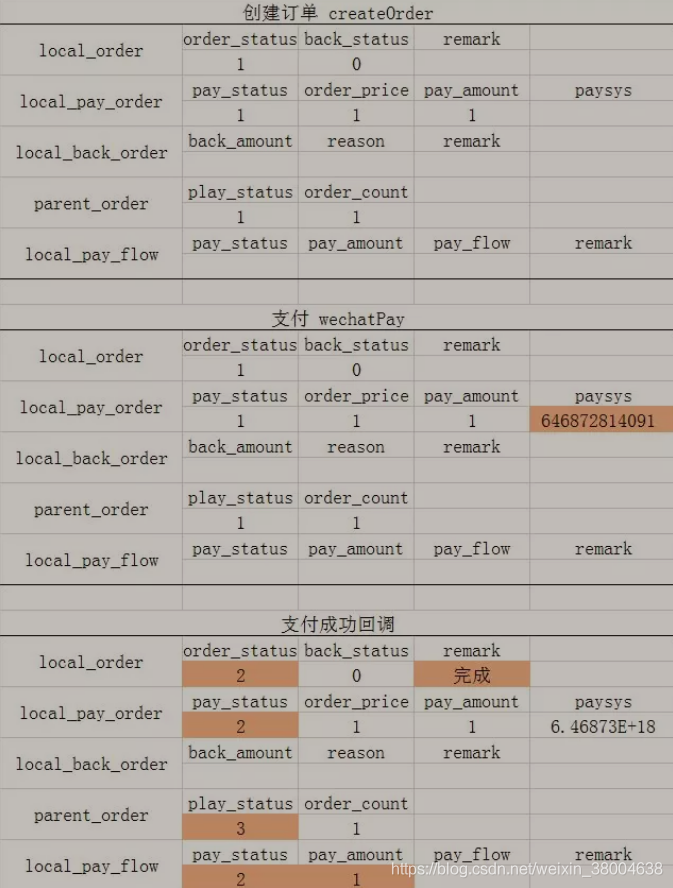 创建订单 createOrder
order_status back_status remark
local_order
1 0
pay_status order_price pay_amount paysys
local_pay_order
1 1 1
back_amount reason remark
local_back_order
play_status order_count
parent_order
1 1
pay_status pay_amount pay_flow remark
local_pay_flow
支付 wechatPay
order_status back_status remark
local_order
1 0
pay_status order_price pay_amount paysys
local_pay_order
1 1 1 646872814091
back_amount reason remark
local_back_order
play_status order_count
parent_order
1 1
pay_status pay_amount pay_flow remark
local_pay_flow
支付成功回调
order_status back_status remark
local_order
2 0 完成
pay_status order_price pay_amount paysys
local_pay_order
2 1 1 6.46873E+18
back_amount reason remark
local_back_order
play_status order_count
parent_order
3 1
pay_status pay_amount pay_flow remark
local_pay_flow
2 1
https://blog.csdn.net/weixin_38004638